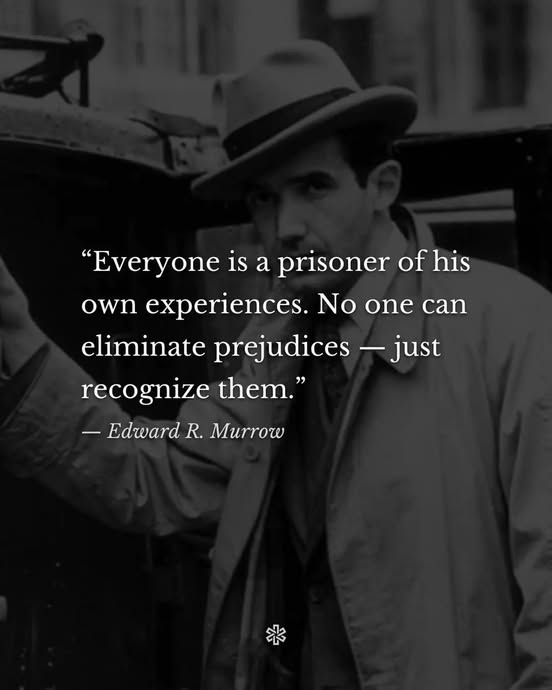 “Everyone is a prisoner of his
own experiences. No one can
eliminate prejudices — just
recognize them.”
— Edward R. Murrow